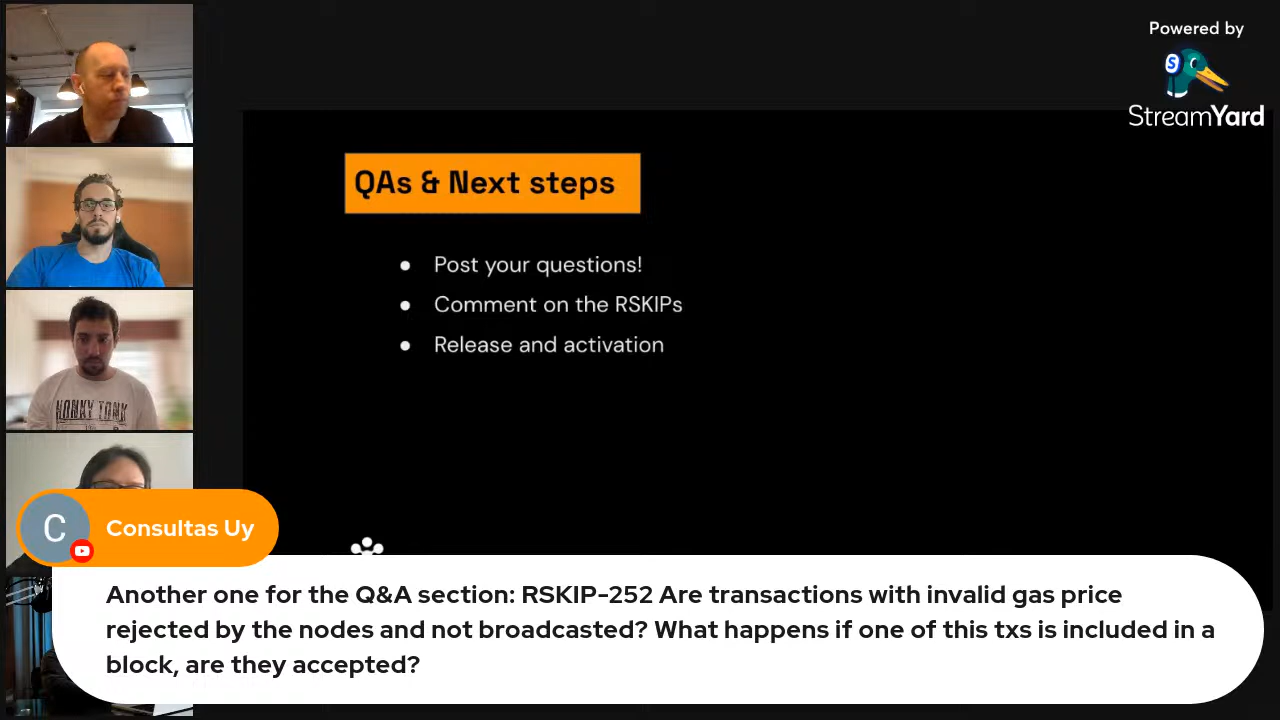 Powered by
StreamYard
QAs & Next steps
Post your questions!
Comment on the RSKIPs
Release and activation
HONKY TONK
C
Consultas Uy
Another one for the Q&A section: RSKIP-252 Are transactions with invalid gas price
rejected by the nodes and not broadcasted? What happens if one of this txs is included in a
block, are they accepted?